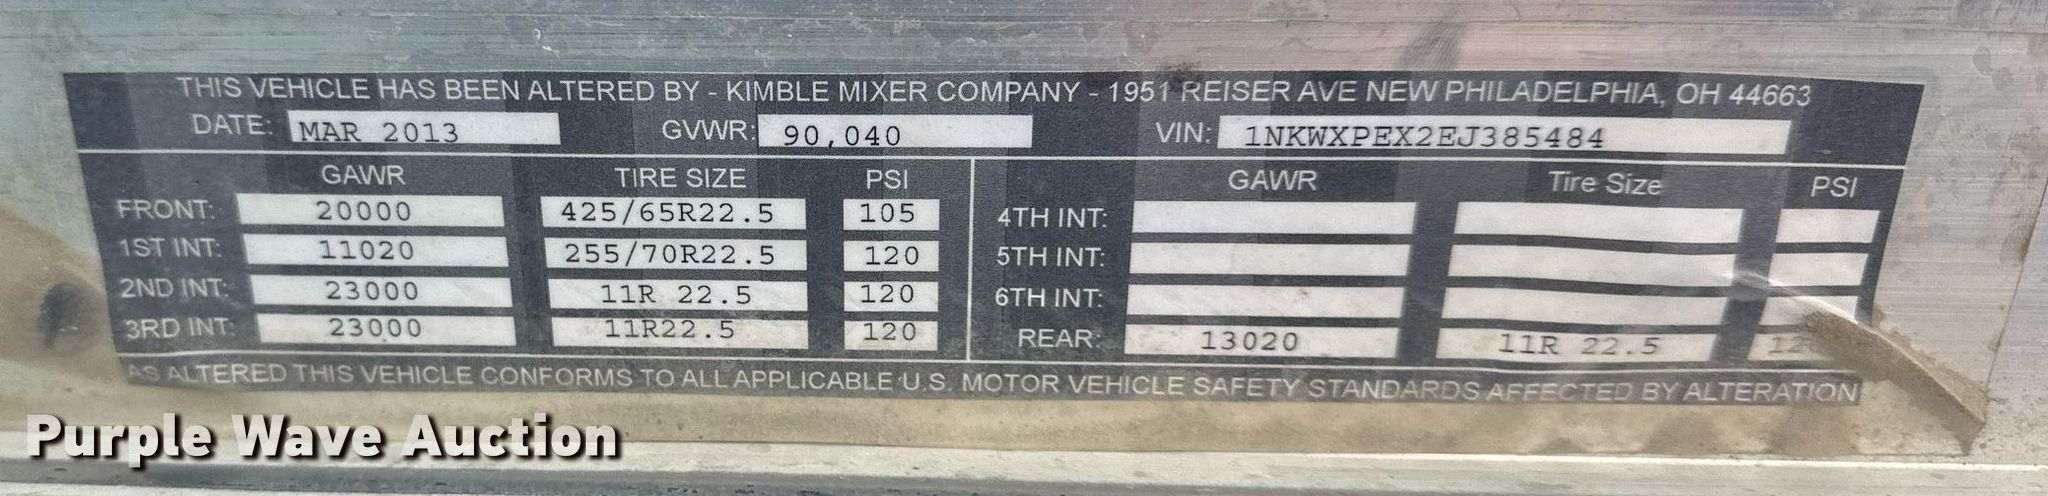 THIS VEHICLE HAS BEEN ALTERED BY - KIMBLE MIXER COMPANY - 1951 REISER AVE NEW PHILADELPHIA, OH 44663
DATE: MAR 2013 GVWR: 90,040 VIN: 1NKWXPEX2EJ385484
GAWR TIRE SIZE PSI GAWR Tire Size PSI
FRONT: 20000 425/65R22.5 105 4TH INT:
1ST INT: 11020 255/70R22.5 120 5TH INT:
2ND INT: 23000 11R 22.5 120 6TH INT:
3RD INT: 23000 11R22.5 120 REAR: 13020 11R 22.5
AS ALTERED THIS VEHICLE CONFORMS TO ALL APPLICABLE U.S. MOTOR VEHICLE SAFETY STANDARDS AFFECTED BY ALTERATION
Purple Wave Auction